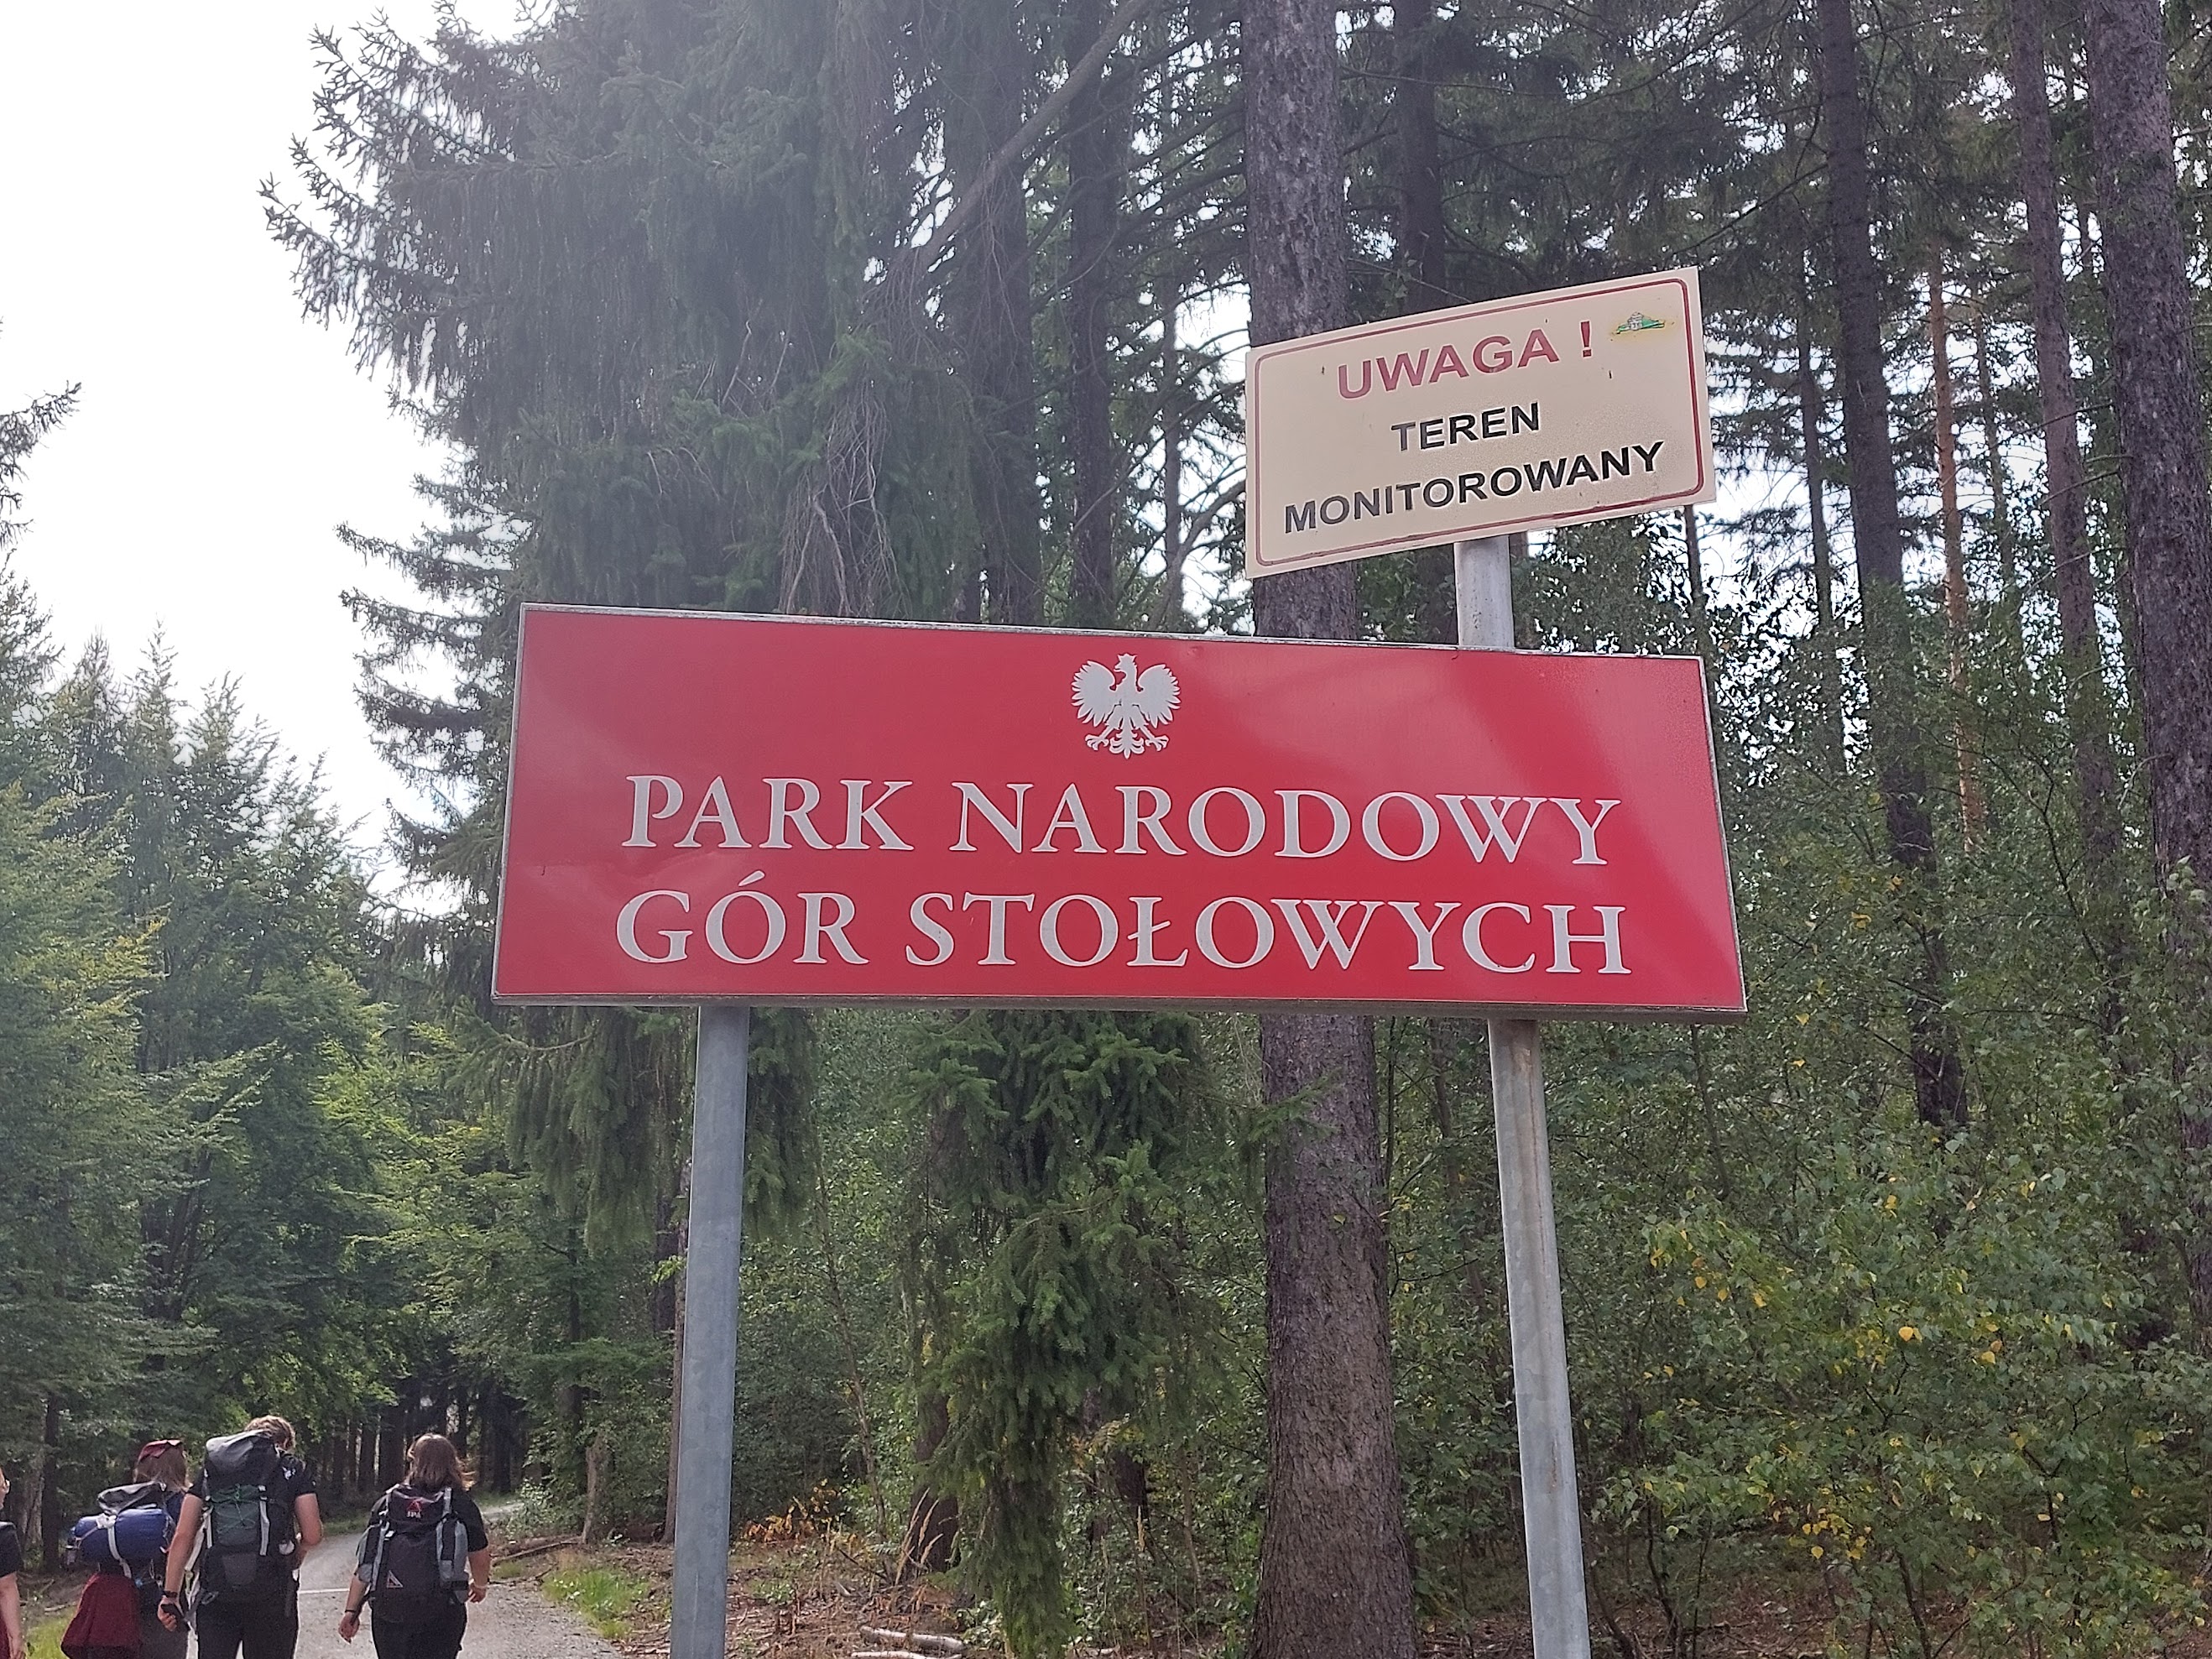 UWAGA !
TEREN
MONITOROWANY
PARK NARODOWY
GÓR STOŁOWYCH